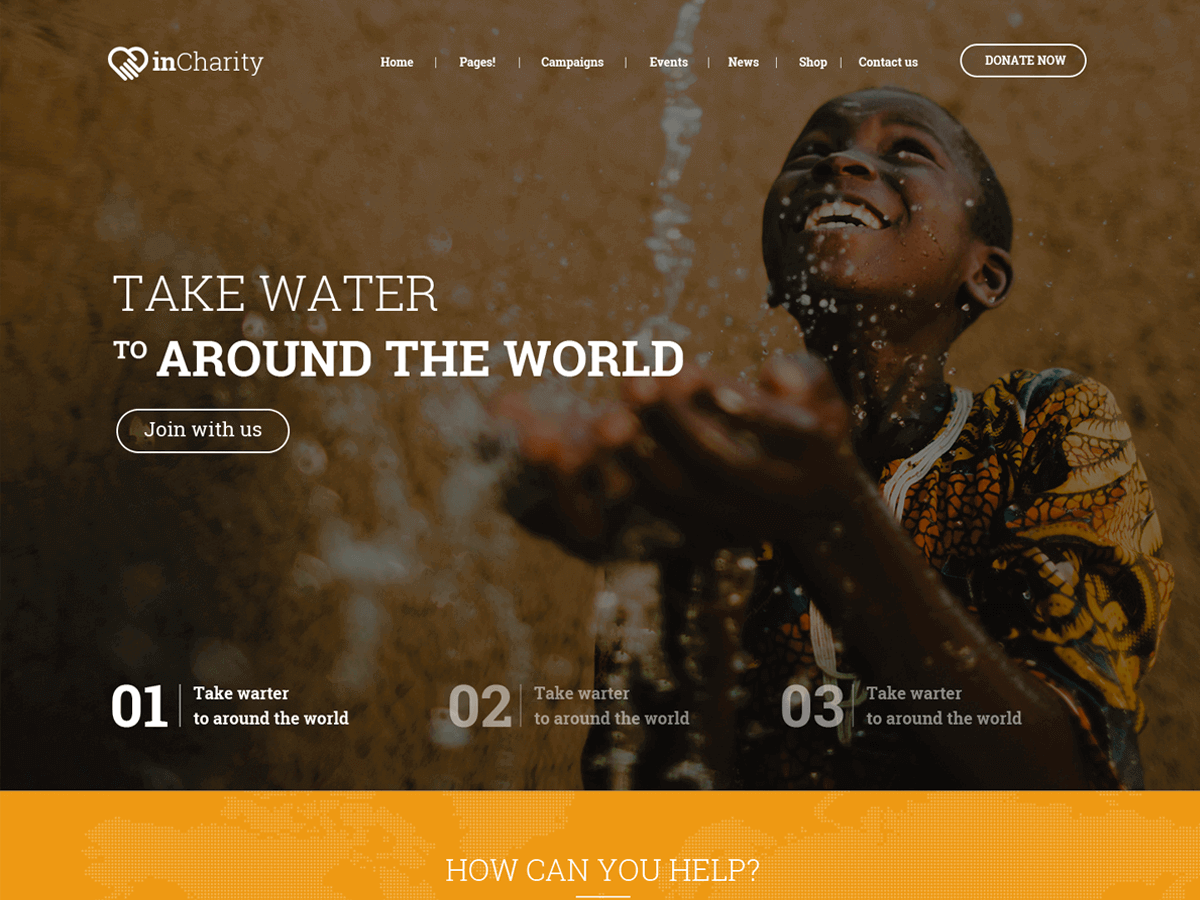 inCharity
Home | Pages! | Campaigns | Events | News | Shop | Contact us
DONATE NOW
TAKE WATER
TO AROUND THE WORLD
Join with us
01 Take warter
to around the world
02 Take warter
to around the world
03 Take warter
to around the world
HOW CAN YOU HELP?